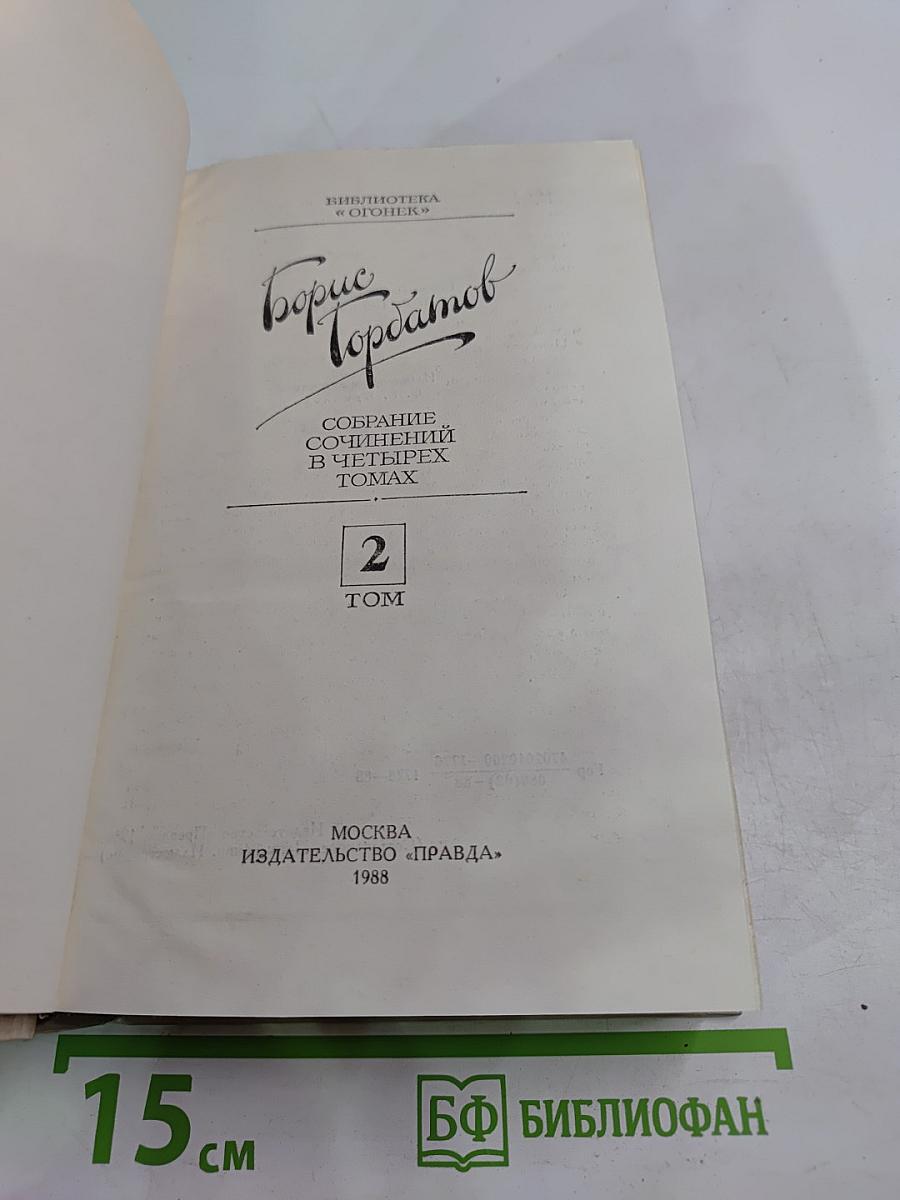 БИБЛИОТЕКА
«ОГОНЕК»
Борис
Горбатов
СОБРАНИЕ
СОЧИНЕНИЙ
В ЧЕТЫРЕХ
ТОМАХ
2
ТОМ
МОСКВА
ИЗДАТЕЛЬСТВО «ПРАВДА»
1988
15 см
БФ БИБЛИОФАН